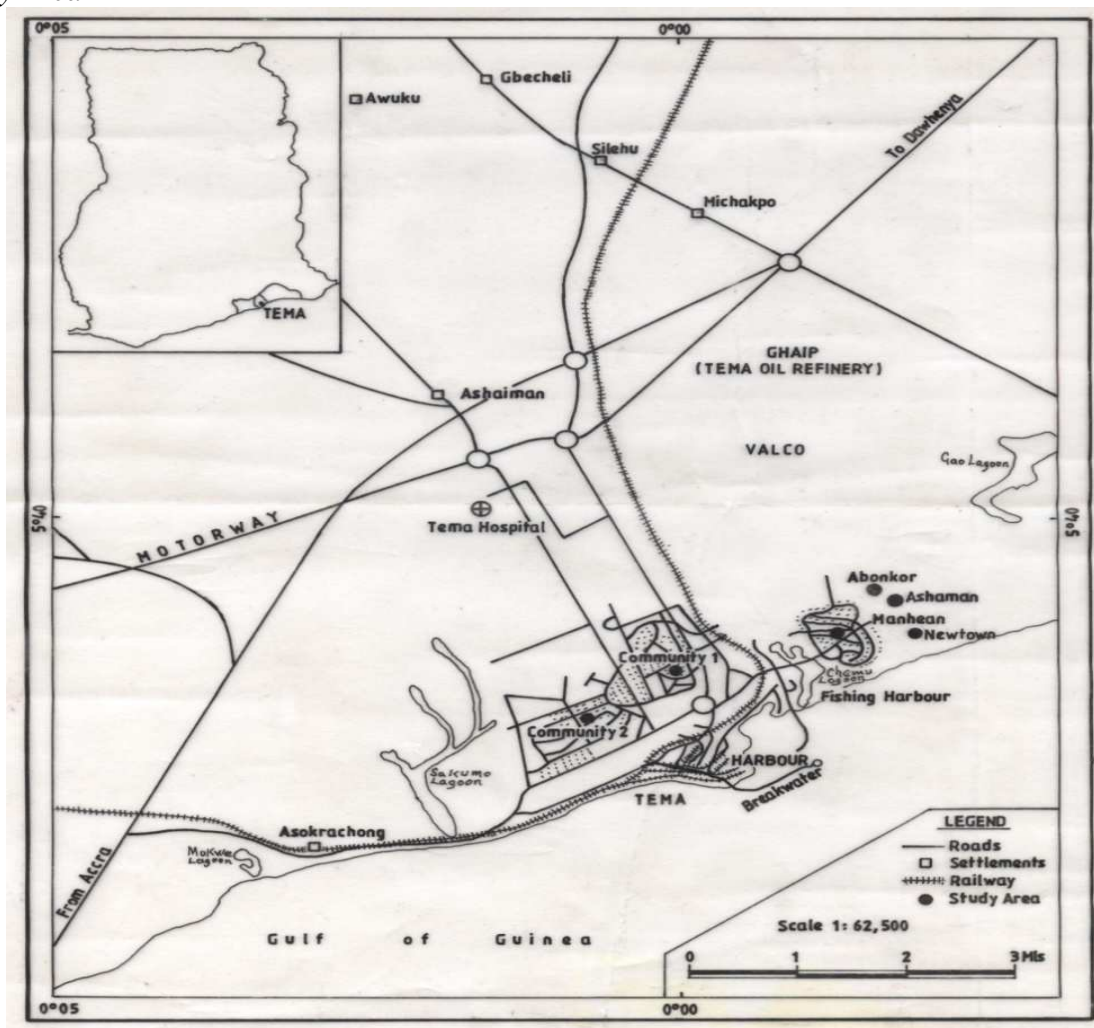 0°05
0°00
Gbecheli
Awuku
Silehu
To Dawhenya
Michakpo
TEMA
GHAIP
(TEMA OIL REFINERY)
Ashaiman
VALCO
Gao Lagoon
5°40
MOTORWAY
Tema Hospital
5°40
Abonkor
Ashaman
Manhean
Newtown
Community 1
Chemu
Lagoon
Fishing Harbour
Community 2
Sakumo
Lagoon
HARBOUR
TEMA
Breakwater
Asokrachong
Mokwe
Lagoon
From Accra
Gulf of Guinea
LEGEND
Roads
Settlements
Railway
Study Area
Scale 1: 62,500
0 1 2 3 Mls
0°05
0°00